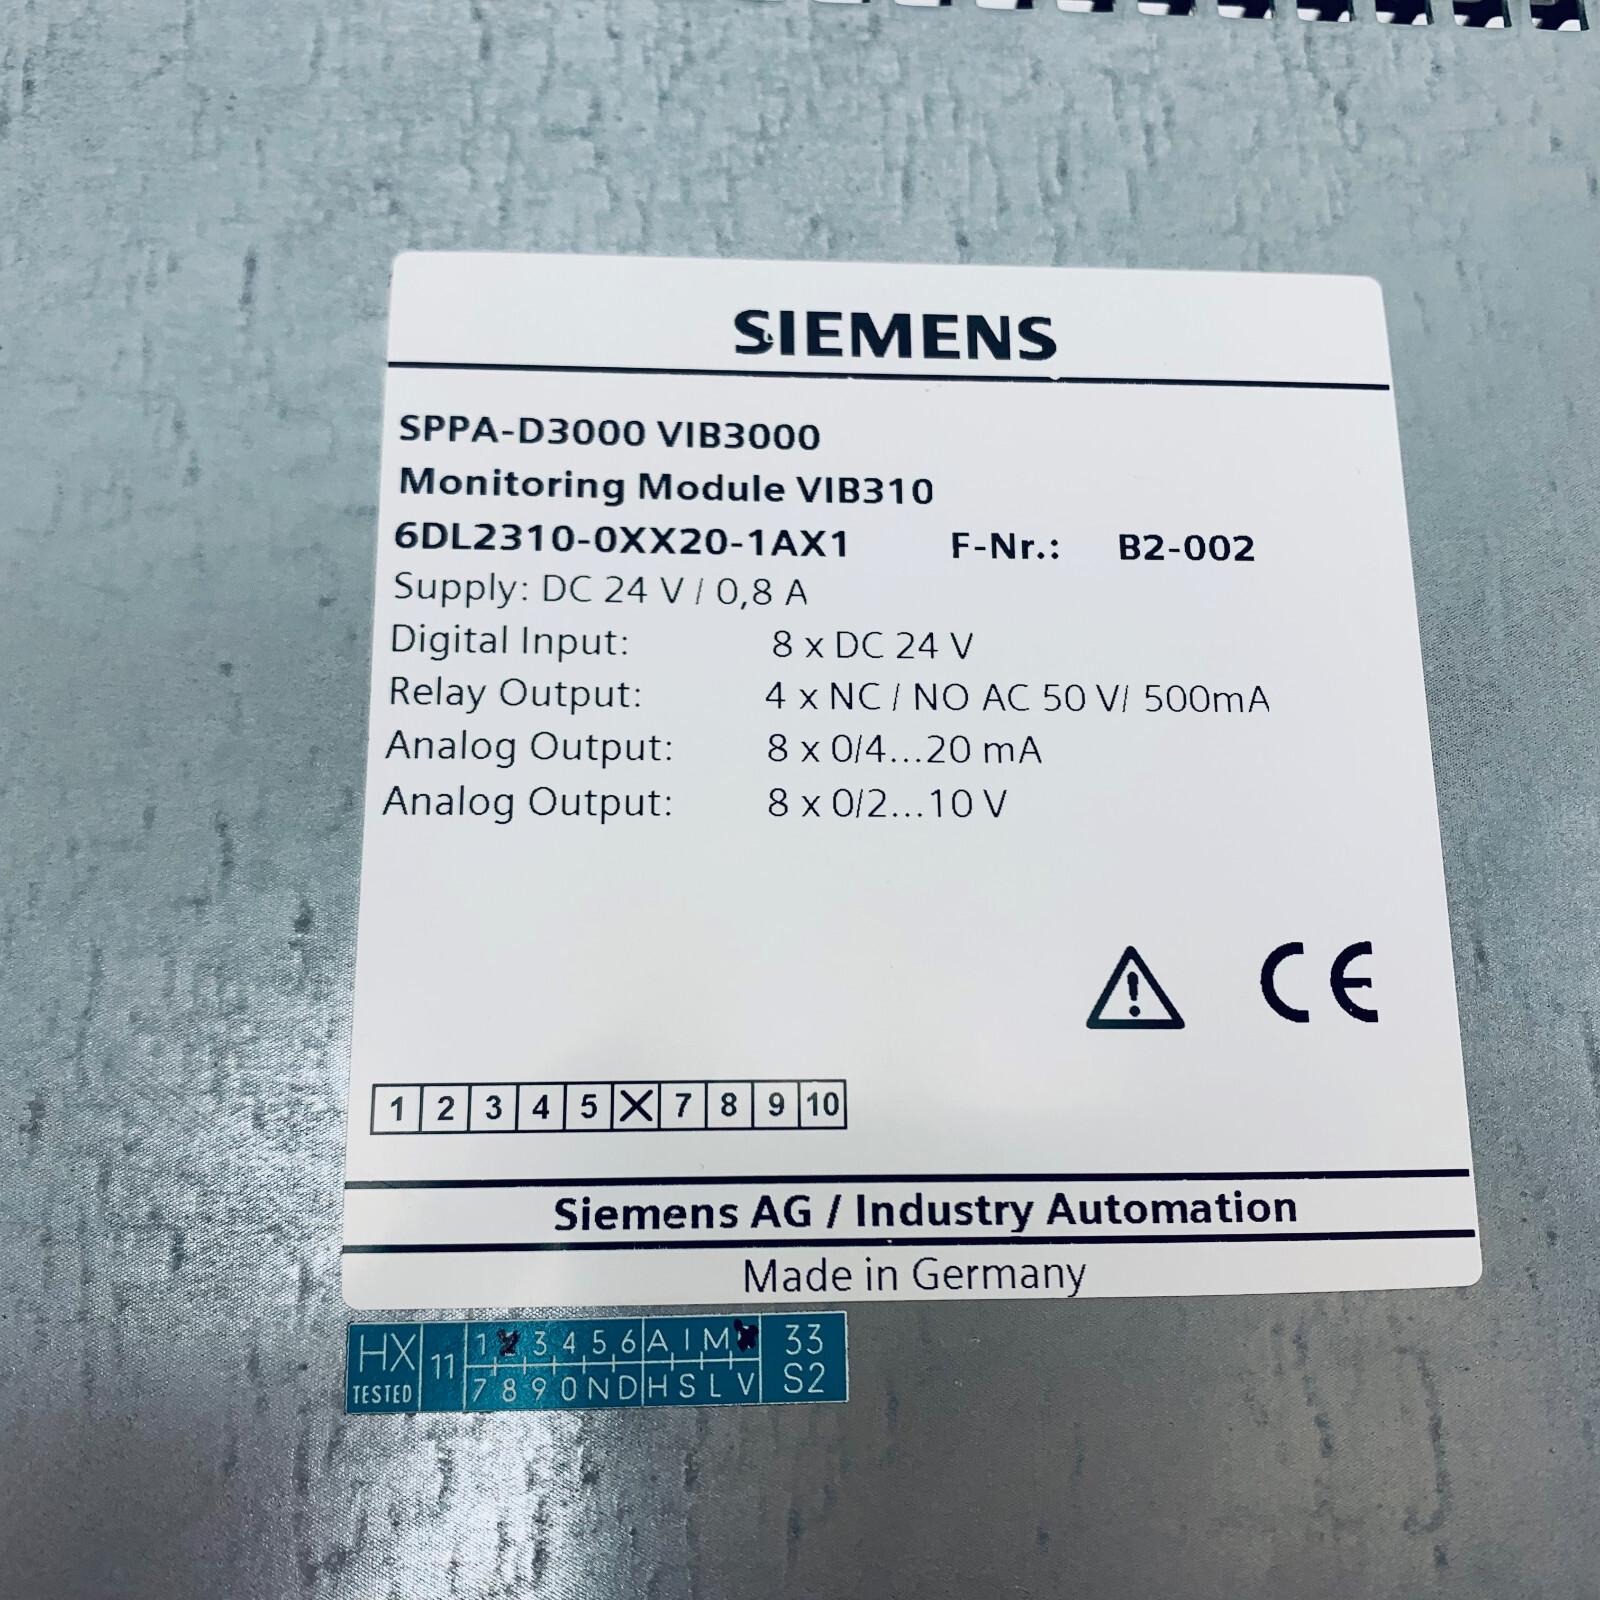 SIEMENS
SPPA-D3000 VIB3000
Monitoring Module VIB310
6DL2310-0XX20-1AX1 F-Nr.: B2-002
Supply: DC 24 V / 0,8 A
Digital Input: 8 x DC 24 V
Relay Output: 4 x NC / NO AC 50 V/ 500mA
Analog Output: 8 x 0/4...20 mA
Analog Output: 8 x 0/2...10 V
CE
1 2 3 4 5 X 7 8 9 10
Siemens AG / Industry Automation
Made in Germany
HX TESTED
11
1 3 4 5 6 A I M
7 8 9 0 N D H S L V
33
S2